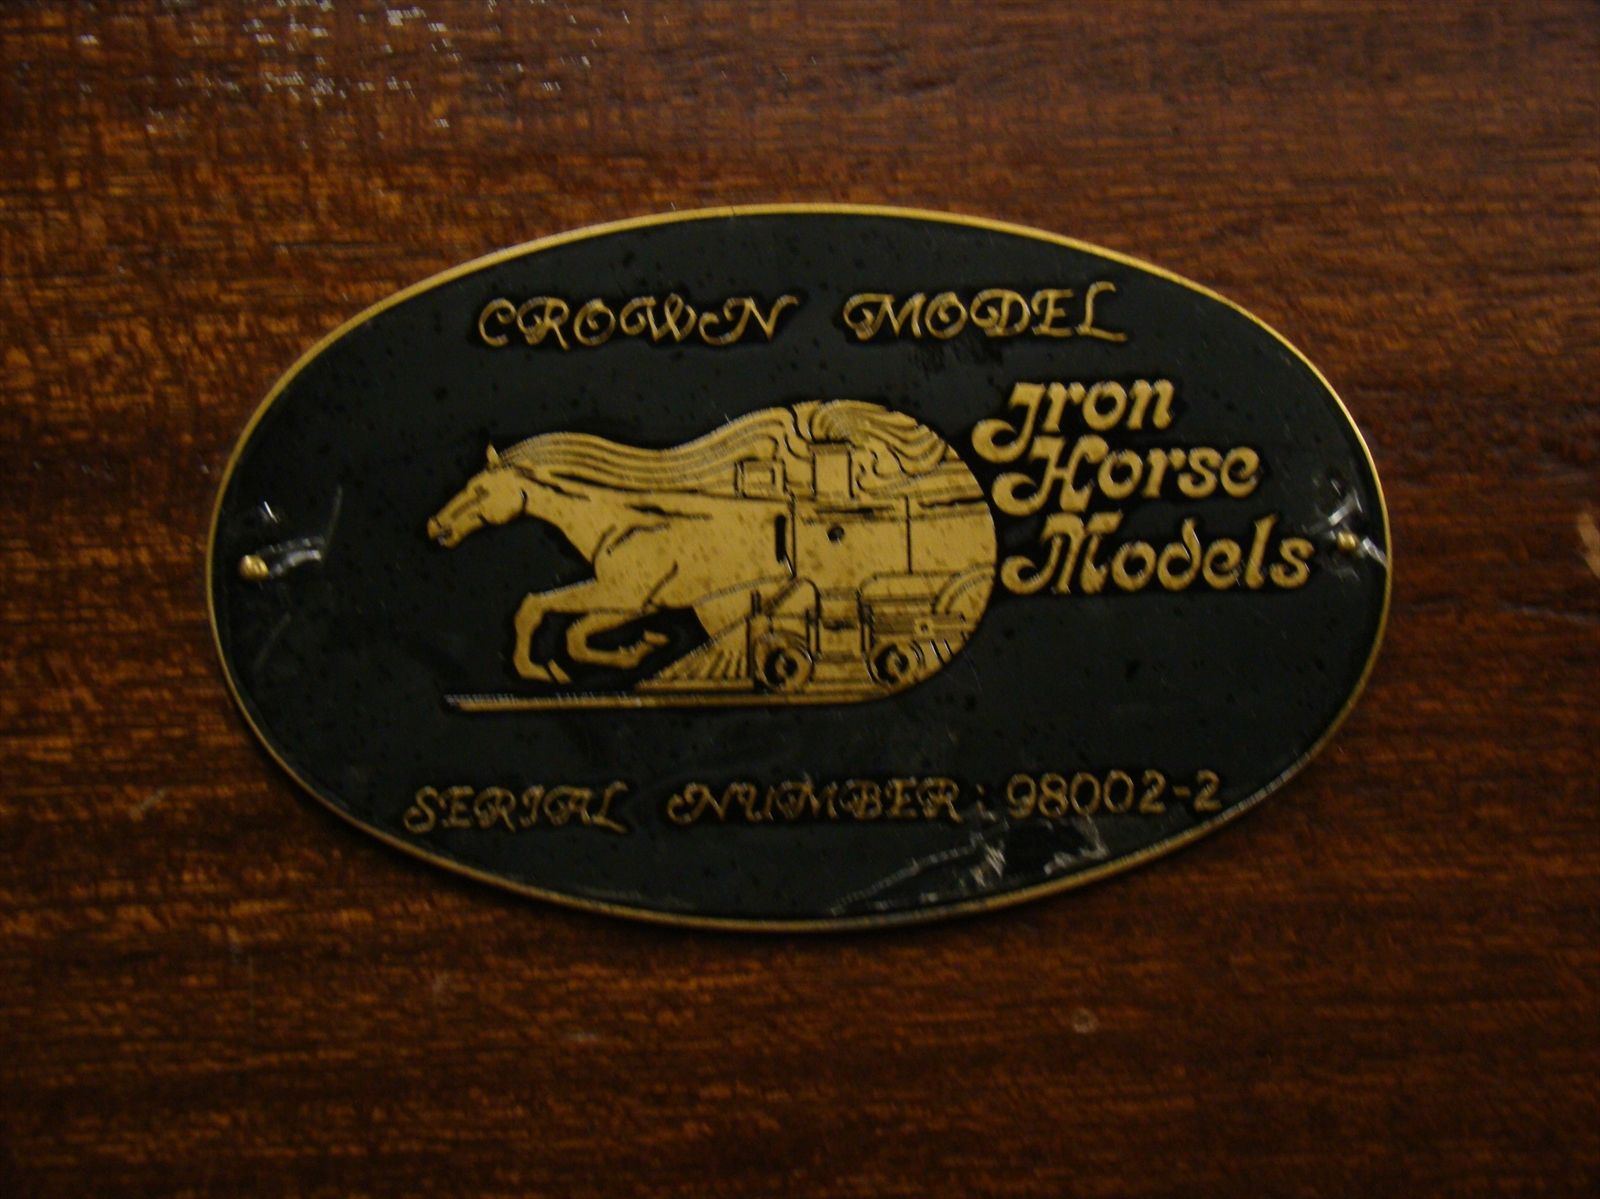 CROWN MODEL
Iron
Horse
Models
SERIAL NUMBER: 98002-2